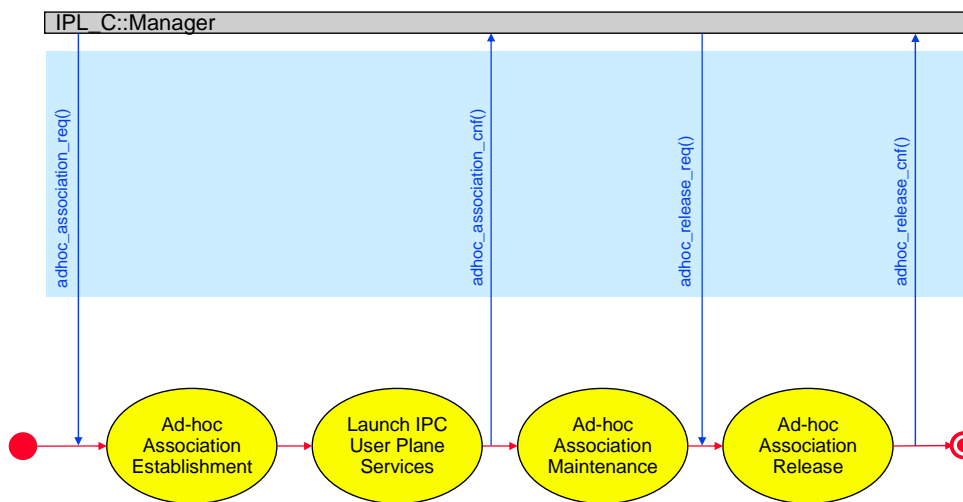 IPL_C::Manager
adhoc_association_req()
adhoc_association_cnf()
adhoc_release_req()
adhoc_release_cnf()
Ad-hoc
Association
Establishment
Launch IPC
User Plane
Services
Ad-hoc
Association
Maintenance
Ad-hoc
Association
Release